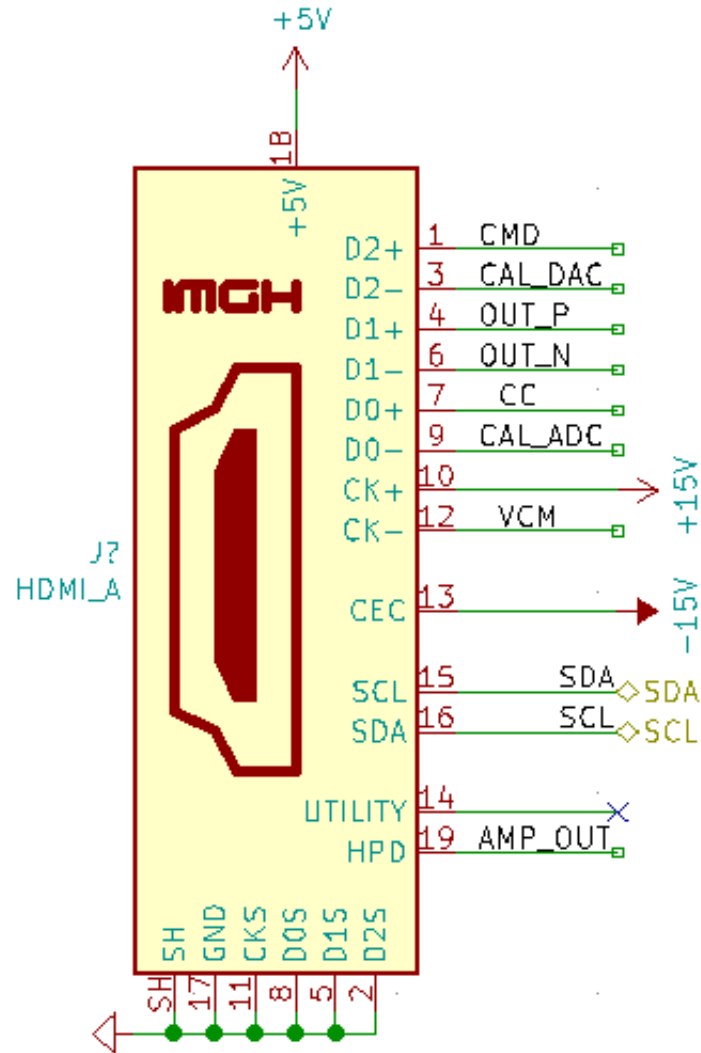 +5V
1B
+5V
D2+ 1 CMD
D2- 3 CAL_DAC
IMGH
D1+ 4 OUT_P
D1- 6 OUT_N
D0+ 7 CC
D0- 9 CAL_ADC
CK+ 10 +15V
CK- 12 VCM
J?
HDMI_A
CEC 13 -15V
SCL 15 SDA SDA
SDA 16 SCL SCL
UTILITY 14
HPD 19 AMP_OUT
SH GND CKS D0S D1S D2S
SH 17 11 8 5 2